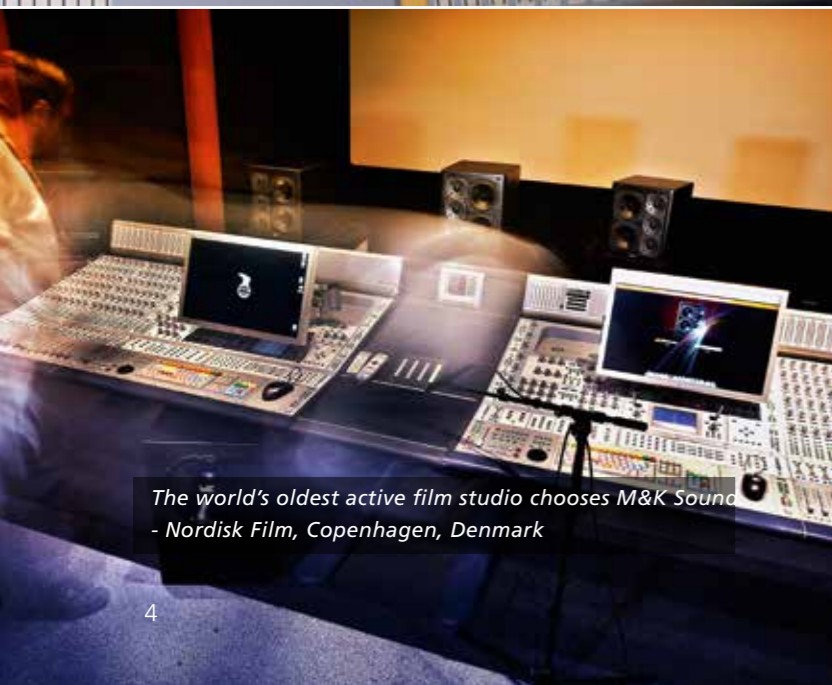 The world's oldest active film studio chooses M&K Sound
- Nordisk Film, Copenhagen, Denmark
4